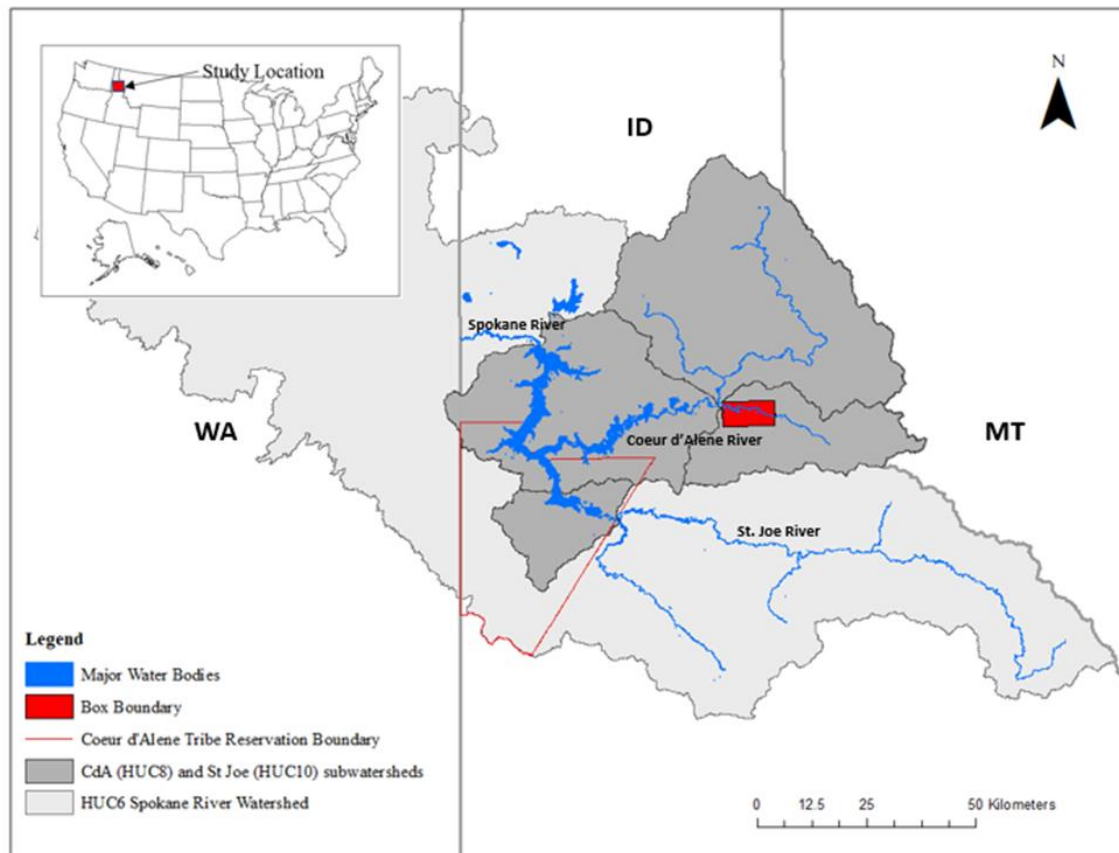 Study Location
N
ID
Spokane River
WA
Coeur d'Alene River
MT
St. Joe River
Legend
Major Water Bodies
Box Boundary
Coeur d'Alene Tribe Reservation Boundary
CdA (HUC8) and St Joe (HUC10) subwatersheds
HUC6 Spokane River Watershed
0 12.5 25 50 Kilometers